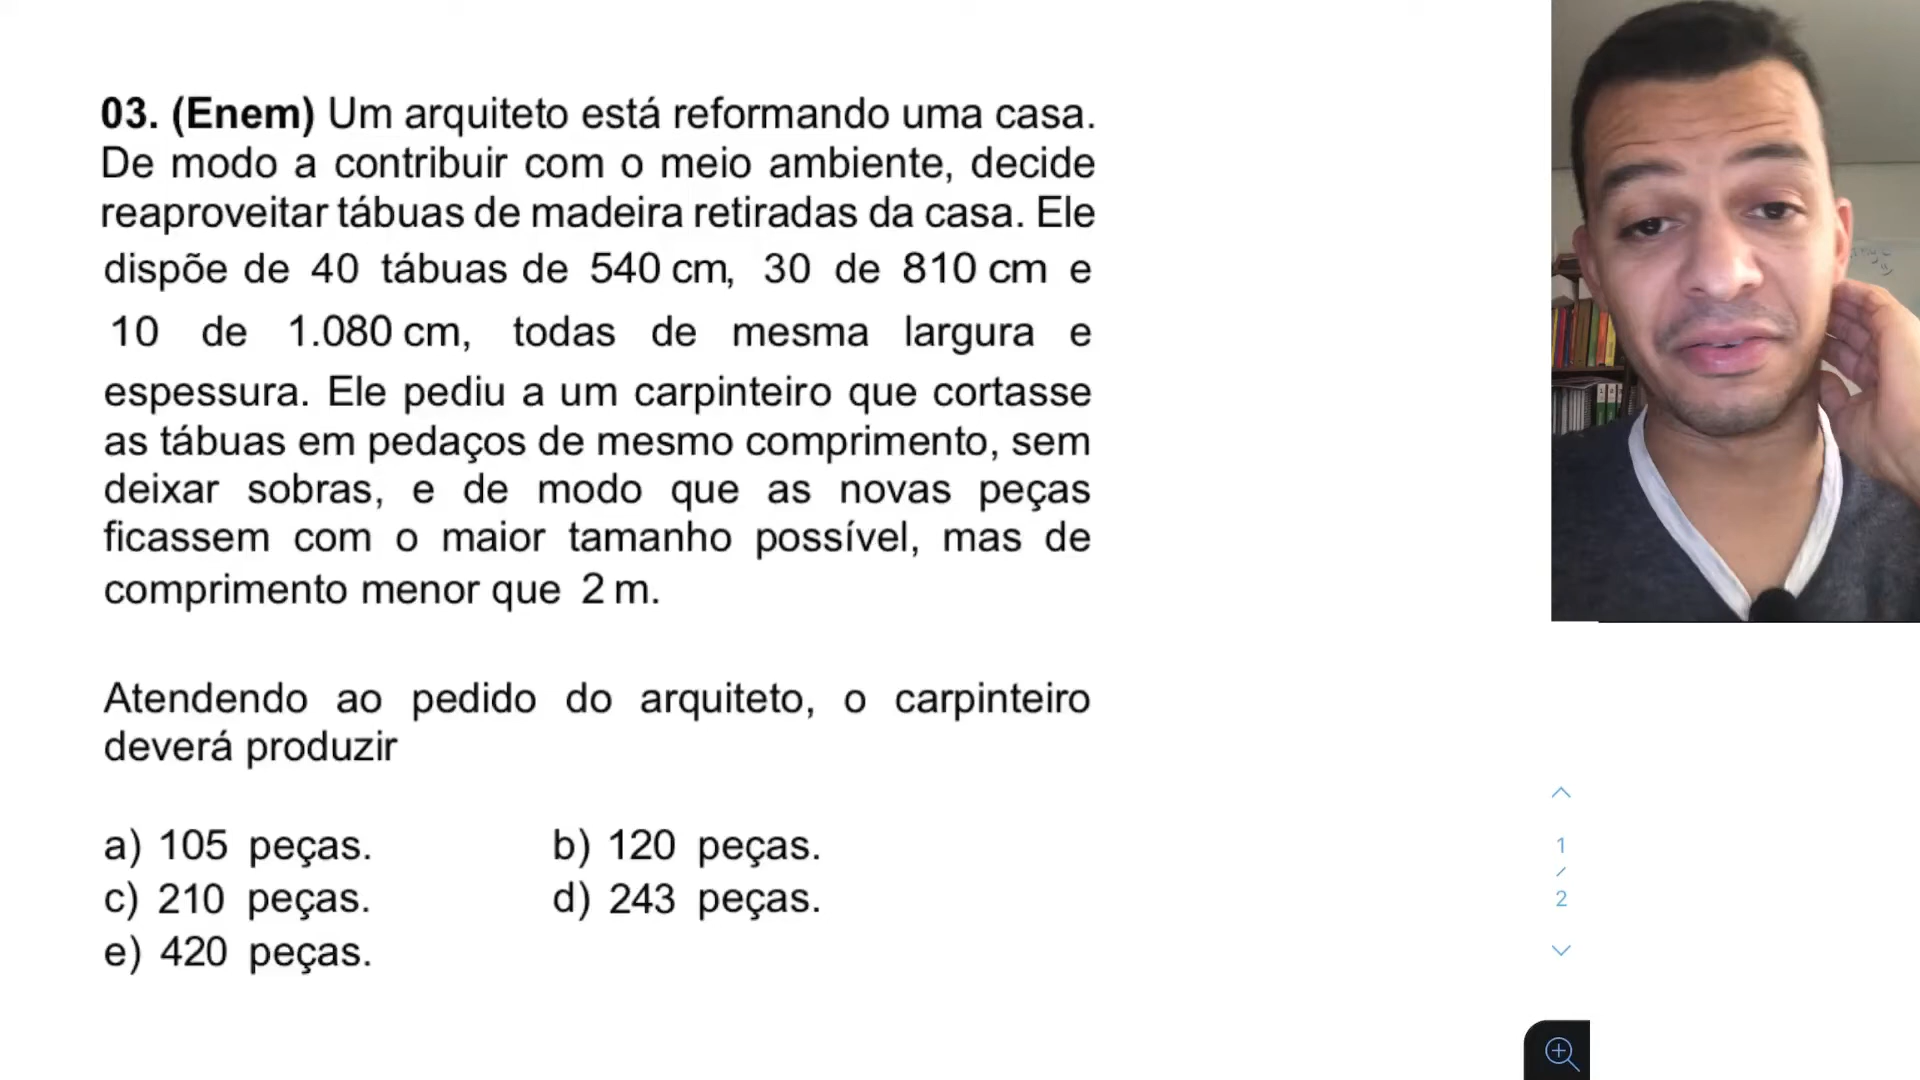 03. (Enem) Um arquiteto está reformando uma casa.
De modo a contribuir com o meio ambiente, decide
reaproveitar tábuas de madeira retiradas da casa. Ele
dispõe de 40 tábuas de 540 cm, 30 de 810 cm e
10 de 1.080 cm, todas de mesma largura e
espessura. Ele pediu a um carpinteiro que cortasse
as tábuas em pedaços de mesmo comprimento, sem
deixar sobras, e de modo que as novas peças
ficassem com o maior tamanho possível, mas de
comprimento menor que 2 m.
Atendendo ao pedido do arquiteto, o carpinteiro
deverá produzir
a) 105 peças. b) 120 peças.
c) 210 peças. d) 243 peças.
e) 420 peças.
1
/
2